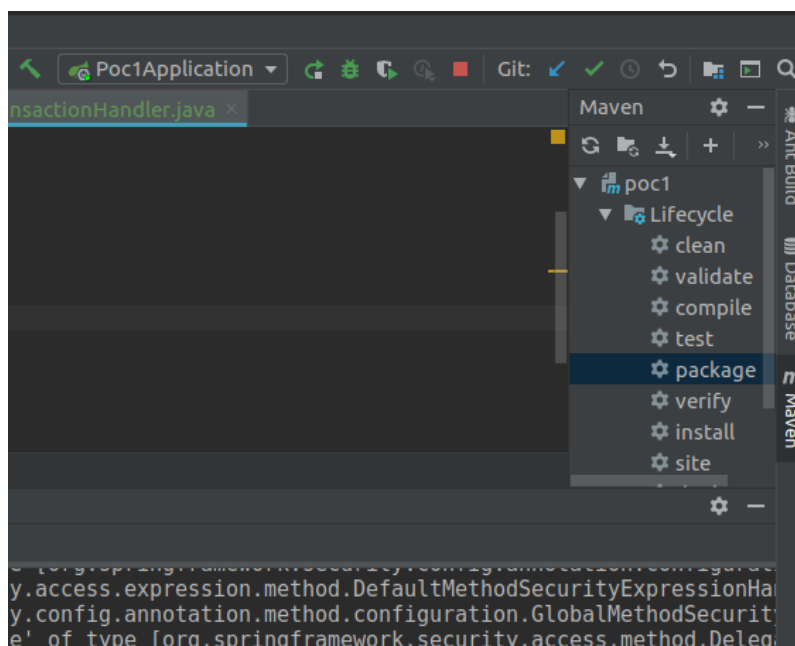 Poc1Application
Git:
nsactionHandler.java
Maven
poc1
Lifecycle
clean
validate
compile
test
package
verify
install
site
Ant Build
Database
Maven
y.access.expression.method.DefaultMethodSecurityExpressionHa
y.config.annotation.method.configuration.GlobalMethodSecurit
e' of type [org.springframework.security.access.method.Deleg